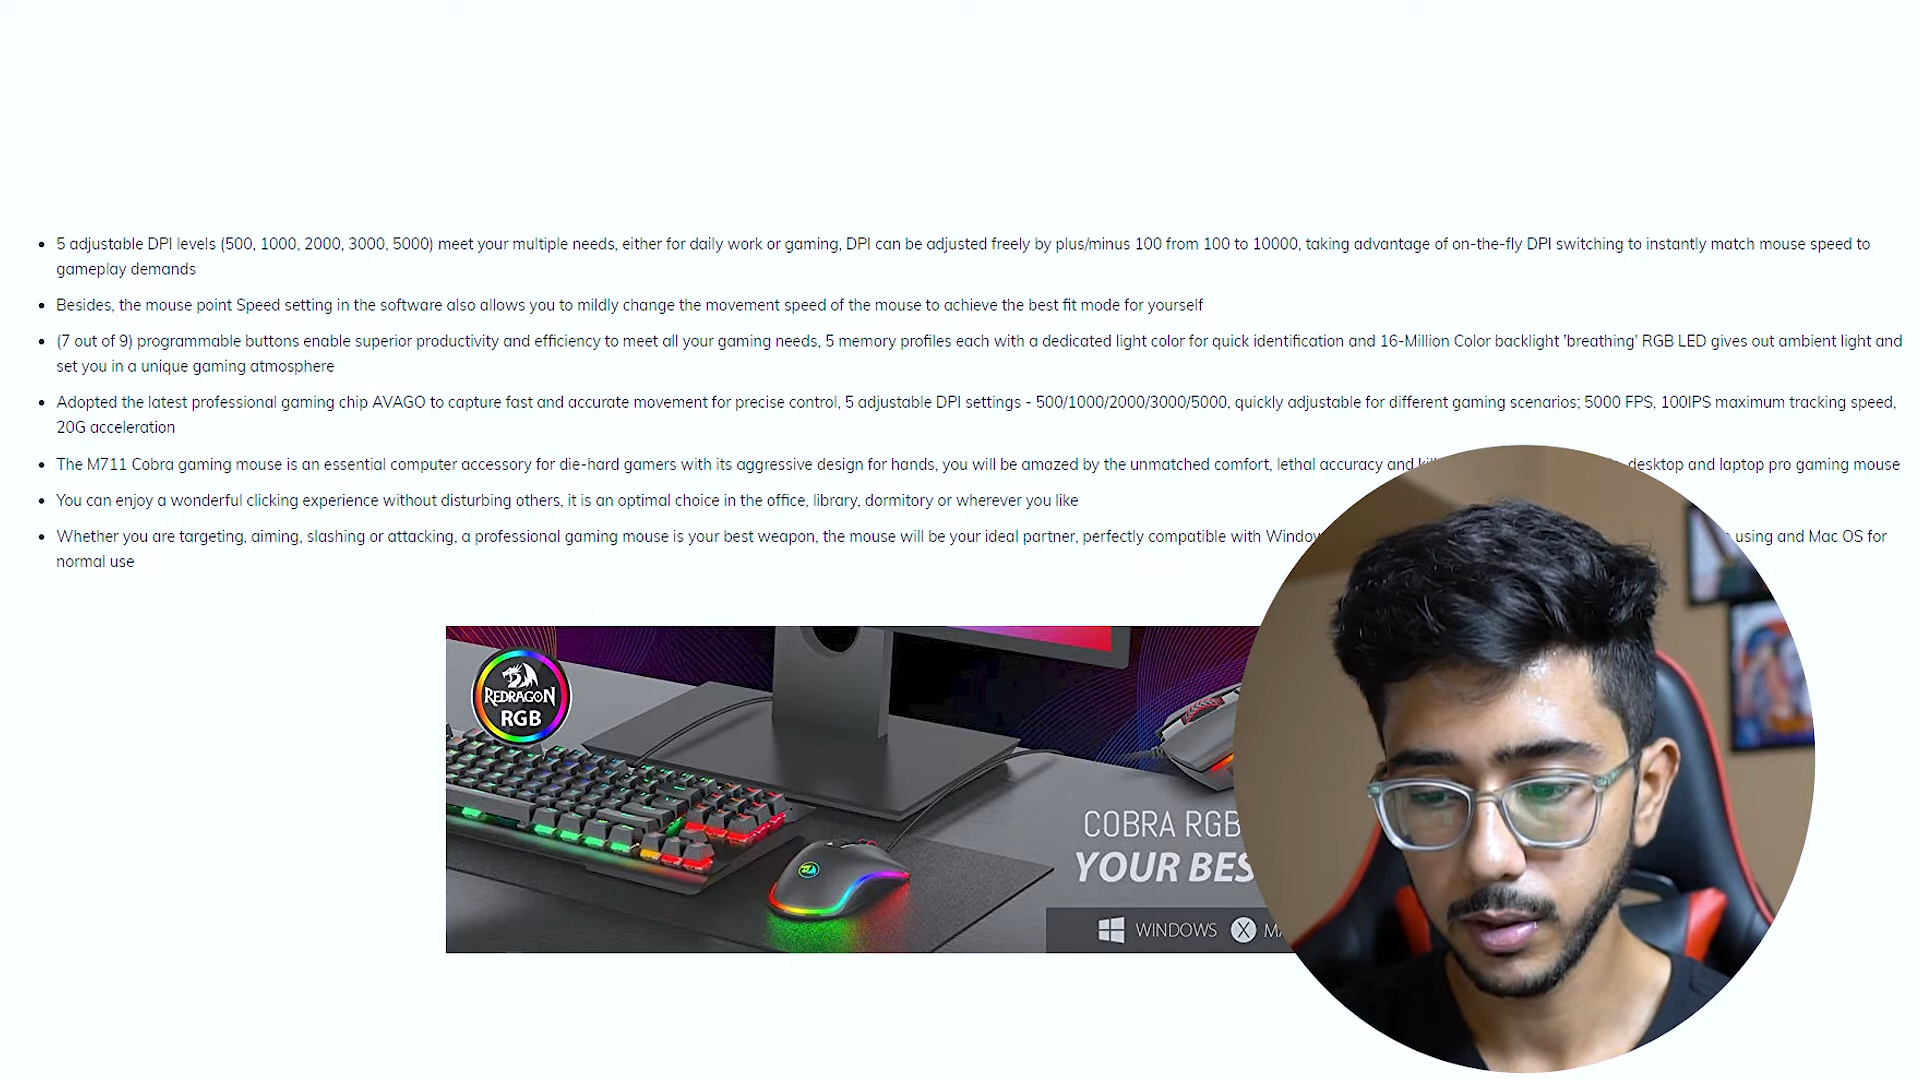 5 adjustable DPI levels (500, 1000, 2000, 3000, 5000) meet your multiple needs, either for daily work or gaming, DPI can be adjusted freely by plus/minus 100 from 100 to 10000, taking advantage of on-the-fly DPI switching to instantly match mouse speed to
gameplay demands
Besides, the mouse point Speed setting in the software also allows you to mildly change the movement speed of the mouse to achieve the best fit mode for yourself
(7 out of 9) programmable buttons enable superior productivity and efficiency to meet all your gaming needs, 5 memory profiles each with a dedicated light color for quick identification and 16-Million Color backlight 'breathing' RGB LED gives out ambient light and
set you in a unique gaming atmosphere
Adopted the latest professional gaming chip AVAGO to capture fast and accurate movement for precise control, 5 adjustable DPI settings - 500/1000/2000/3000/5000, quickly adjustable for different gaming scenarios; 5000 FPS, 100IPS maximum tracking speed,
20G acceleration
The M711 Cobra gaming mouse is an essential computer accessory for die-hard gamers with its aggressive design for hands, you will be amazed by the unmatched comfort, lethal accuracy and desktop and laptop pro gaming mouse
You can enjoy a wonderful clicking experience without disturbing others, it is an optimal choice in the office, library, dormitory or wherever you like
Whether you are targeting, aiming, slashing or attacking, a professional gaming mouse is your best weapon, the mouse will be your ideal partner, perfectly compatible with using and Mac OS for
normal use
REDRAGON
RGB
COBRA RGB
YOUR BES
WINDOWS